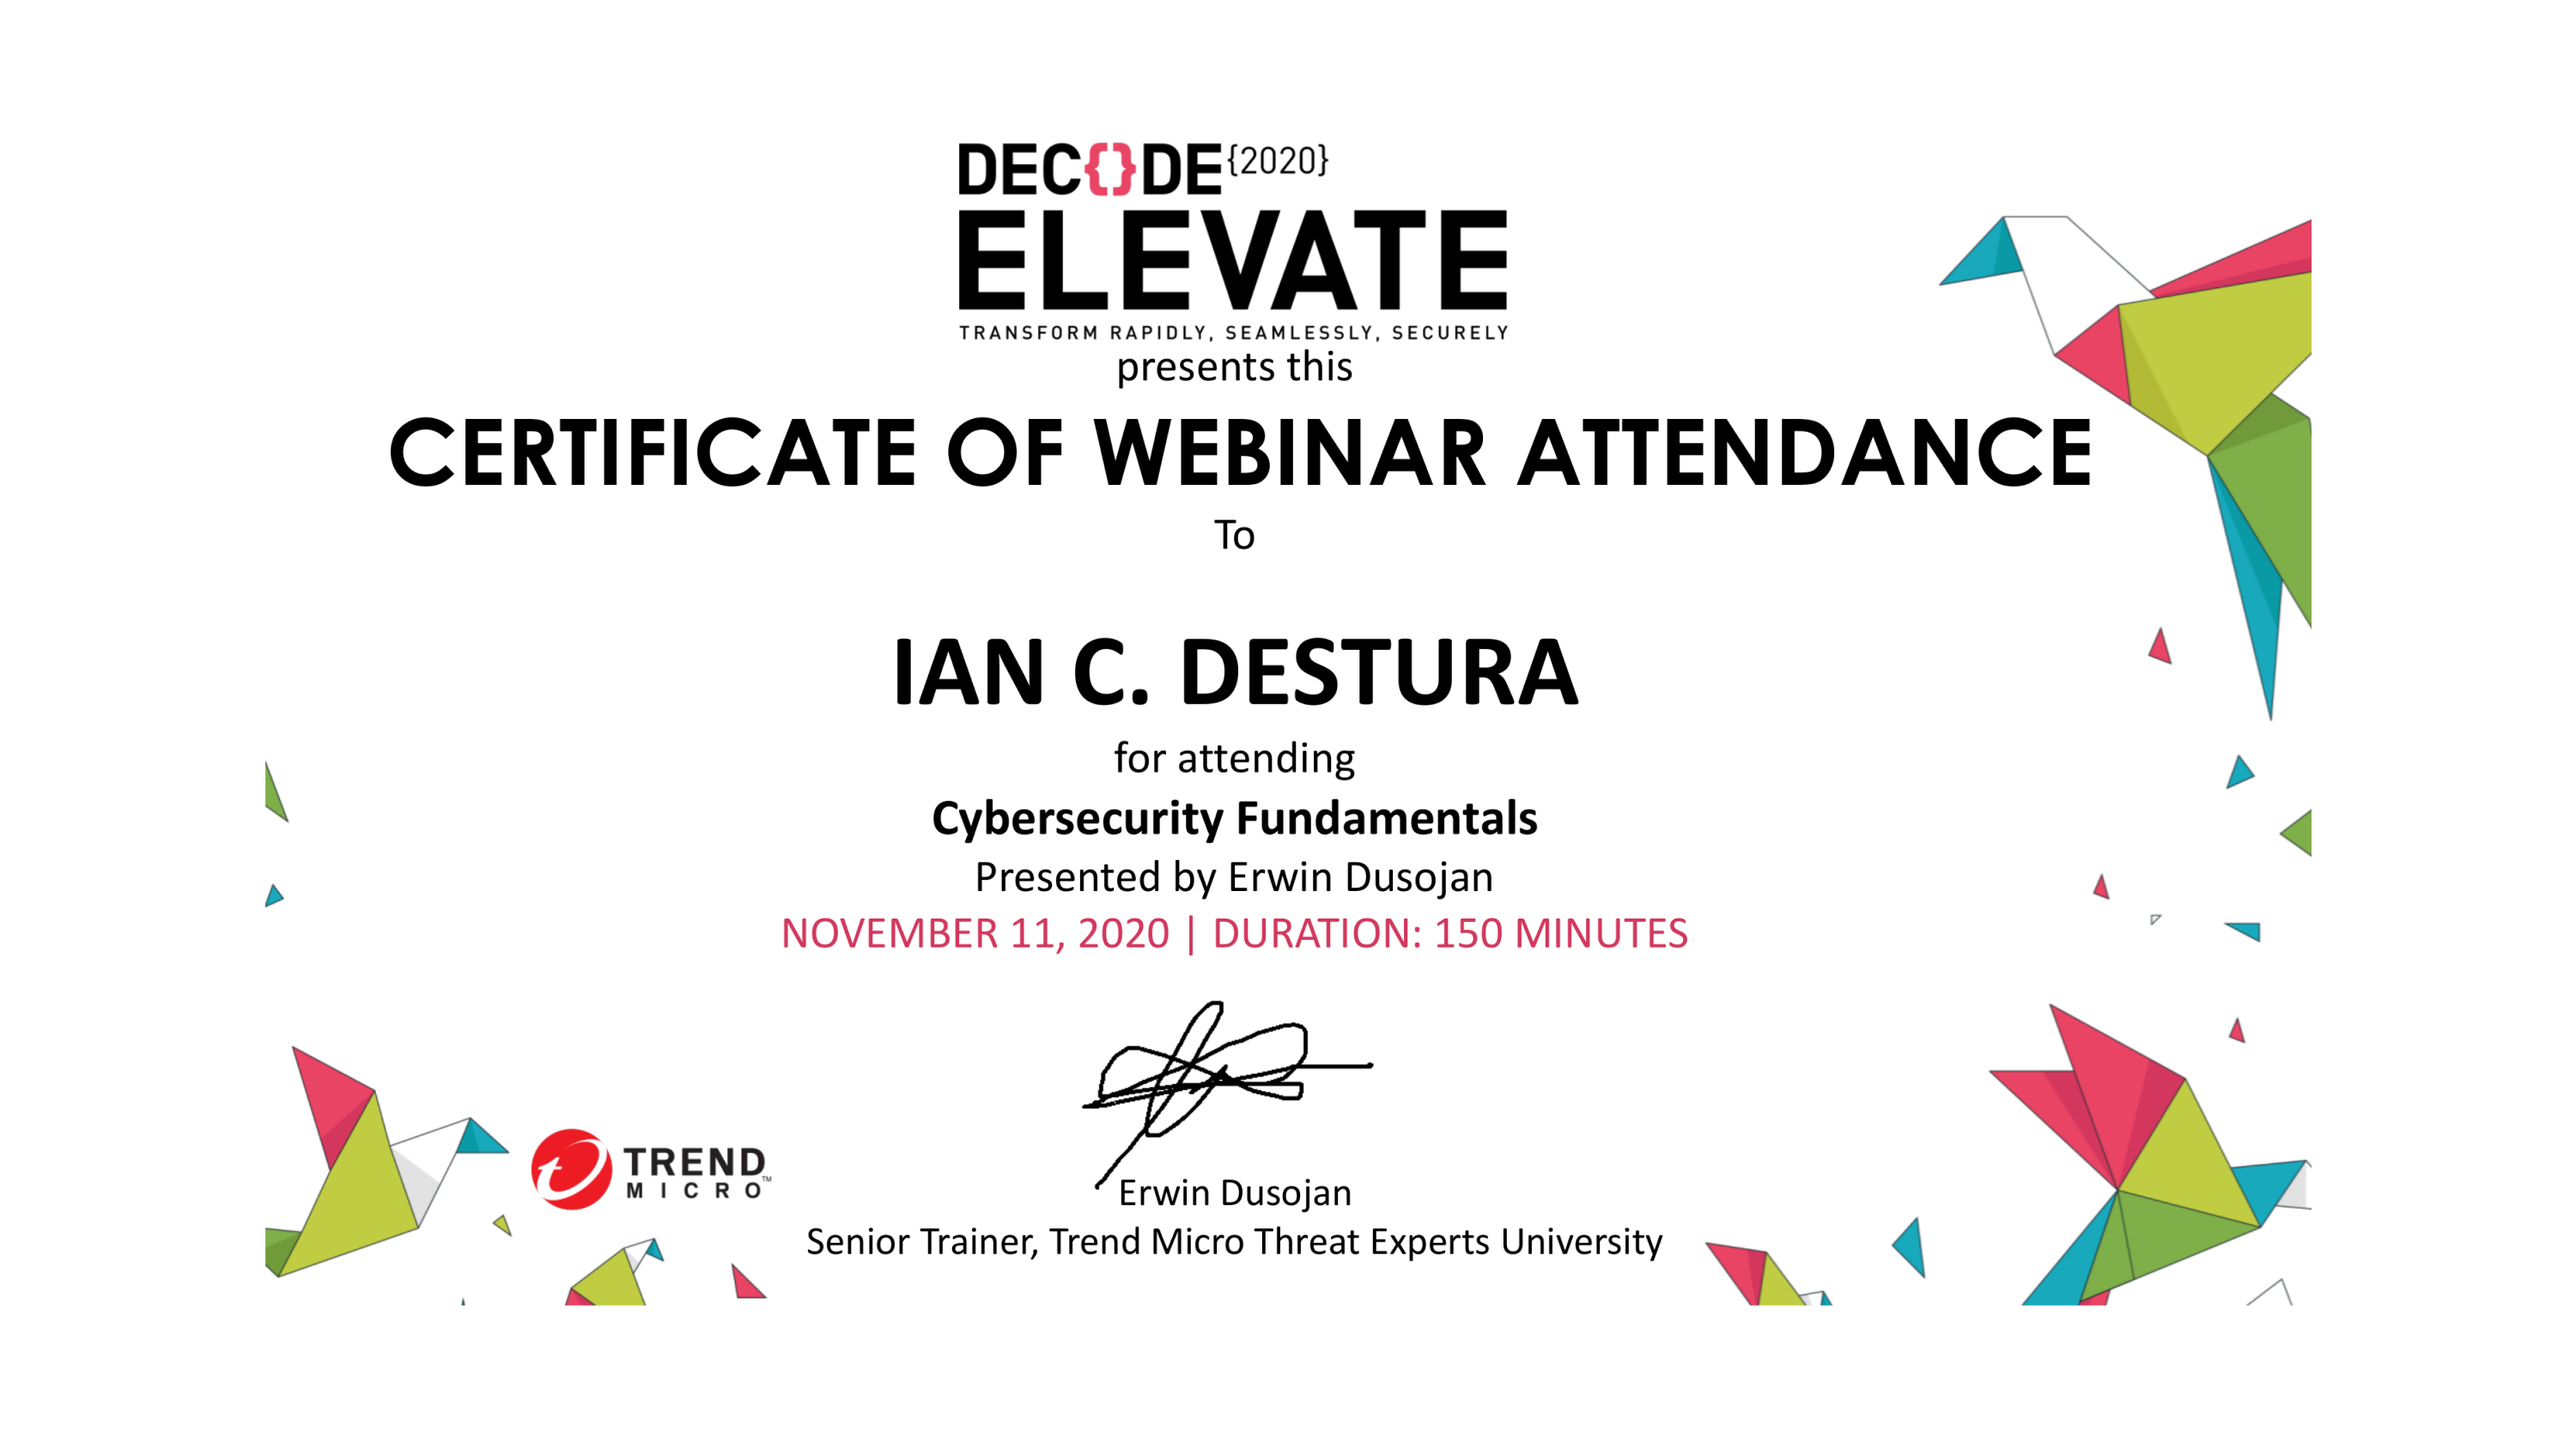 DEC{}DE {2020}
ELEVATE
TRANSFORM RAPIDLY, SEAMLESSLY, SECURELY
presents this
CERTIFICATE OF WEBINAR ATTENDANCE
To
IAN C. DESTURA
for attending
Cybersecurity Fundamentals
Presented by Erwin Dusojan
NOVEMBER 11, 2020 | DURATION: 150 MINUTES
TREND
MICRO™
Erwin Dusojan
Senior Trainer, Trend Micro Threat Experts University